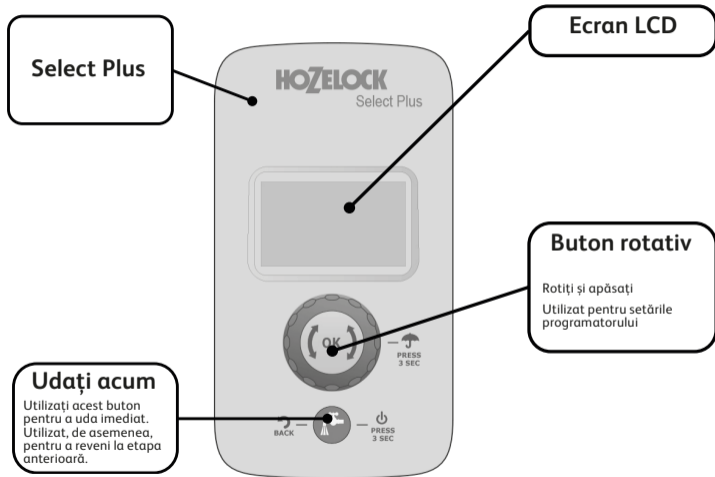 Select Plus
Ecran LCD
HOZELOCK
Select Plus
Buton rotativ
Rotiți și apăsați
Utilizat pentru setările
programatorului
OK
PRESS
3 SEC
Udați acum
Utilizați acest buton
pentru a uda imediat.
Utilizat, de asemenea,
pentru a reveni la etapa
anterioară.
BACK
PRESS
3 SEC